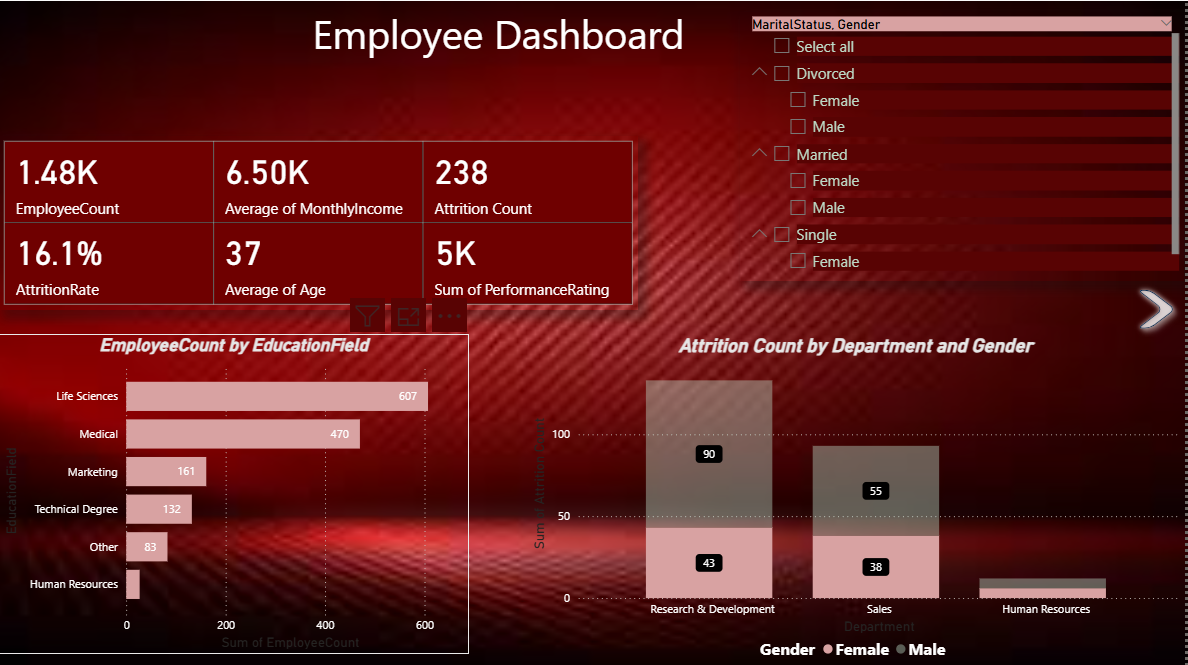 Employee Dashboard
MaritalStatus, Gender
Select all
Divorced
Female
Male
Married
Female
Male
Single
Female
1.48K
EmployeeCount
6.50K
Average of MonthlyIncome
238
Attrition Count
16.1%
AttritionRate
37
Average of Age
5K
Sum of PerformanceRating
EmployeeCount by EducationField
EducationField
Life Sciences
607
Medical
470
Marketing
161
Technical Degree
132
Other
83
Human Resources
0 200 400 600
Sum of EmployeeCount
Attrition Count by Department and Gender
Sum of Attrition Count
100
50
0
90
43
55
38
Research & Development
Sales
Human Resources
Department
Gender Female Male